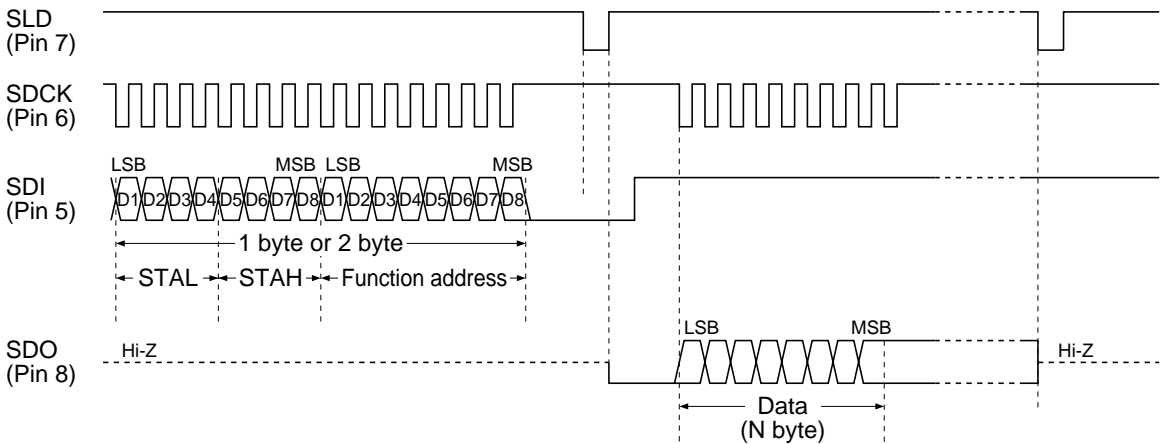 SLD
(Pin 7)
SDCK
(Pin 6)
LSB MSB LSB MSB
SDI
(Pin 5)
D1 D2 D3 D4 D5 D6 D7 D8 D1 D2 D3 D4 D5 D6 D7 D8
1 byte or 2 byte
STAL STAH Function address
SDO
(Pin 8)
Hi-Z LSB MSB Hi-Z
Data
(N byte)